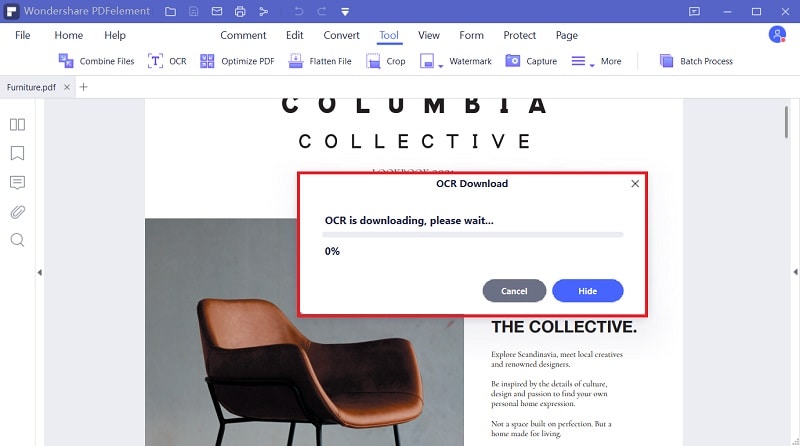 Wondershare PDFelement
File Home Help Comment Edit Convert Tool View Form Protect Page
Combine Files OCR Optimize PDF Flatten File Crop Watermark Capture More Batch Process
Furniture.pdf
COLUMBIA
COLLECTIVE
OCR Download
OCR is downloading, please wait...
0%
Cancel Hide
THE COLLECTIVE.
Explore Scandinavia, meet local creatives
and renowned designers.
Be inspired by the details of culture,
design and passion to find your own
personal home expression.
Not a space built on perfection. But a
home made for living.